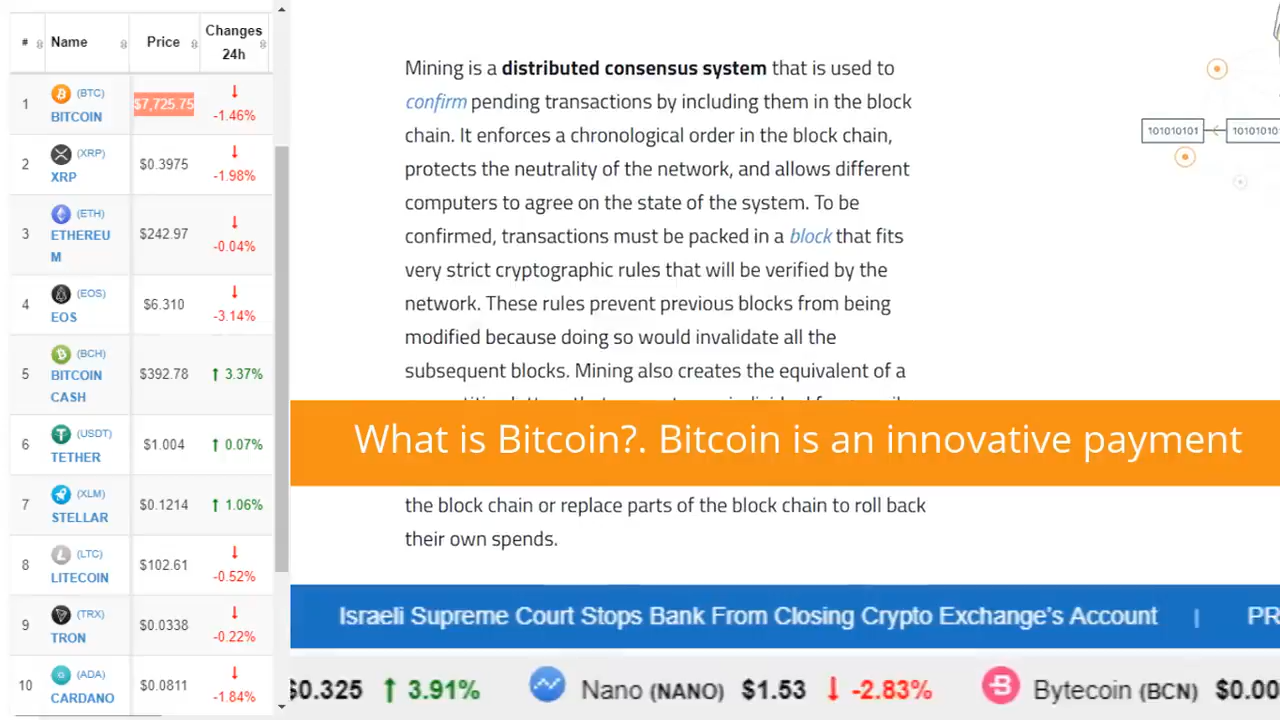 # Name Price Changes 24h
1 (BTC) BITCOIN $7,725.75 ↓ -1.46%
2 (XRP) XRP $0.3975 ↓ -1.98%
3 (ETH) ETHEREUM $242.97 ↓ -0.04%
4 (EOS) EOS $6.310 ↓ -3.14%
5 (BCH) BITCOIN CASH $392.78 ↑ 3.37%
6 (USDT) TETHER $1.004 ↑ 0.07%
7 (XLM) STELLAR $0.1214 ↑ 1.06%
8 (LTC) LITECOIN $102.61 ↓ -0.52%
9 (TRX) TRON $0.0338 ↓ -0.22%
10 (ADA) CARDANO $0.0811 ↓ -1.84%
Mining is a distributed consensus system that is used to
confirm pending transactions by including them in the block
chain. It enforces a chronological order in the block chain,
protects the neutrality of the network, and allows different
computers to agree on the state of the system. To be
confirmed, transactions must be packed in a block that fits
very strict cryptographic rules that will be verified by the
network. These rules prevent previous blocks from being
modified because doing so would invalidate all the
subsequent blocks. Mining also creates the equivalent of a
What is Bitcoin?. Bitcoin is an innovative payment
the block chain or replace parts of the block chain to roll back
their own spends.
101010101 10101010
Israeli Supreme Court Stops Bank From Closing Crypto Exchange's Account | PR
$0.325 ↑ 3.91% Nano (NANO) $1.53 ↓ -2.83% Bytecoin (BCN) $0.00